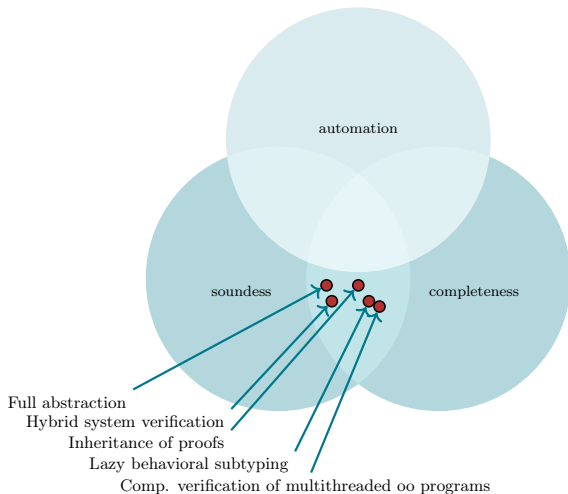 automation
soundess
completeness
Full abstraction
Hybrid system verification
Inheritance of proofs
Lazy behavioral subtyping
Comp. verification of multithreaded oo programs